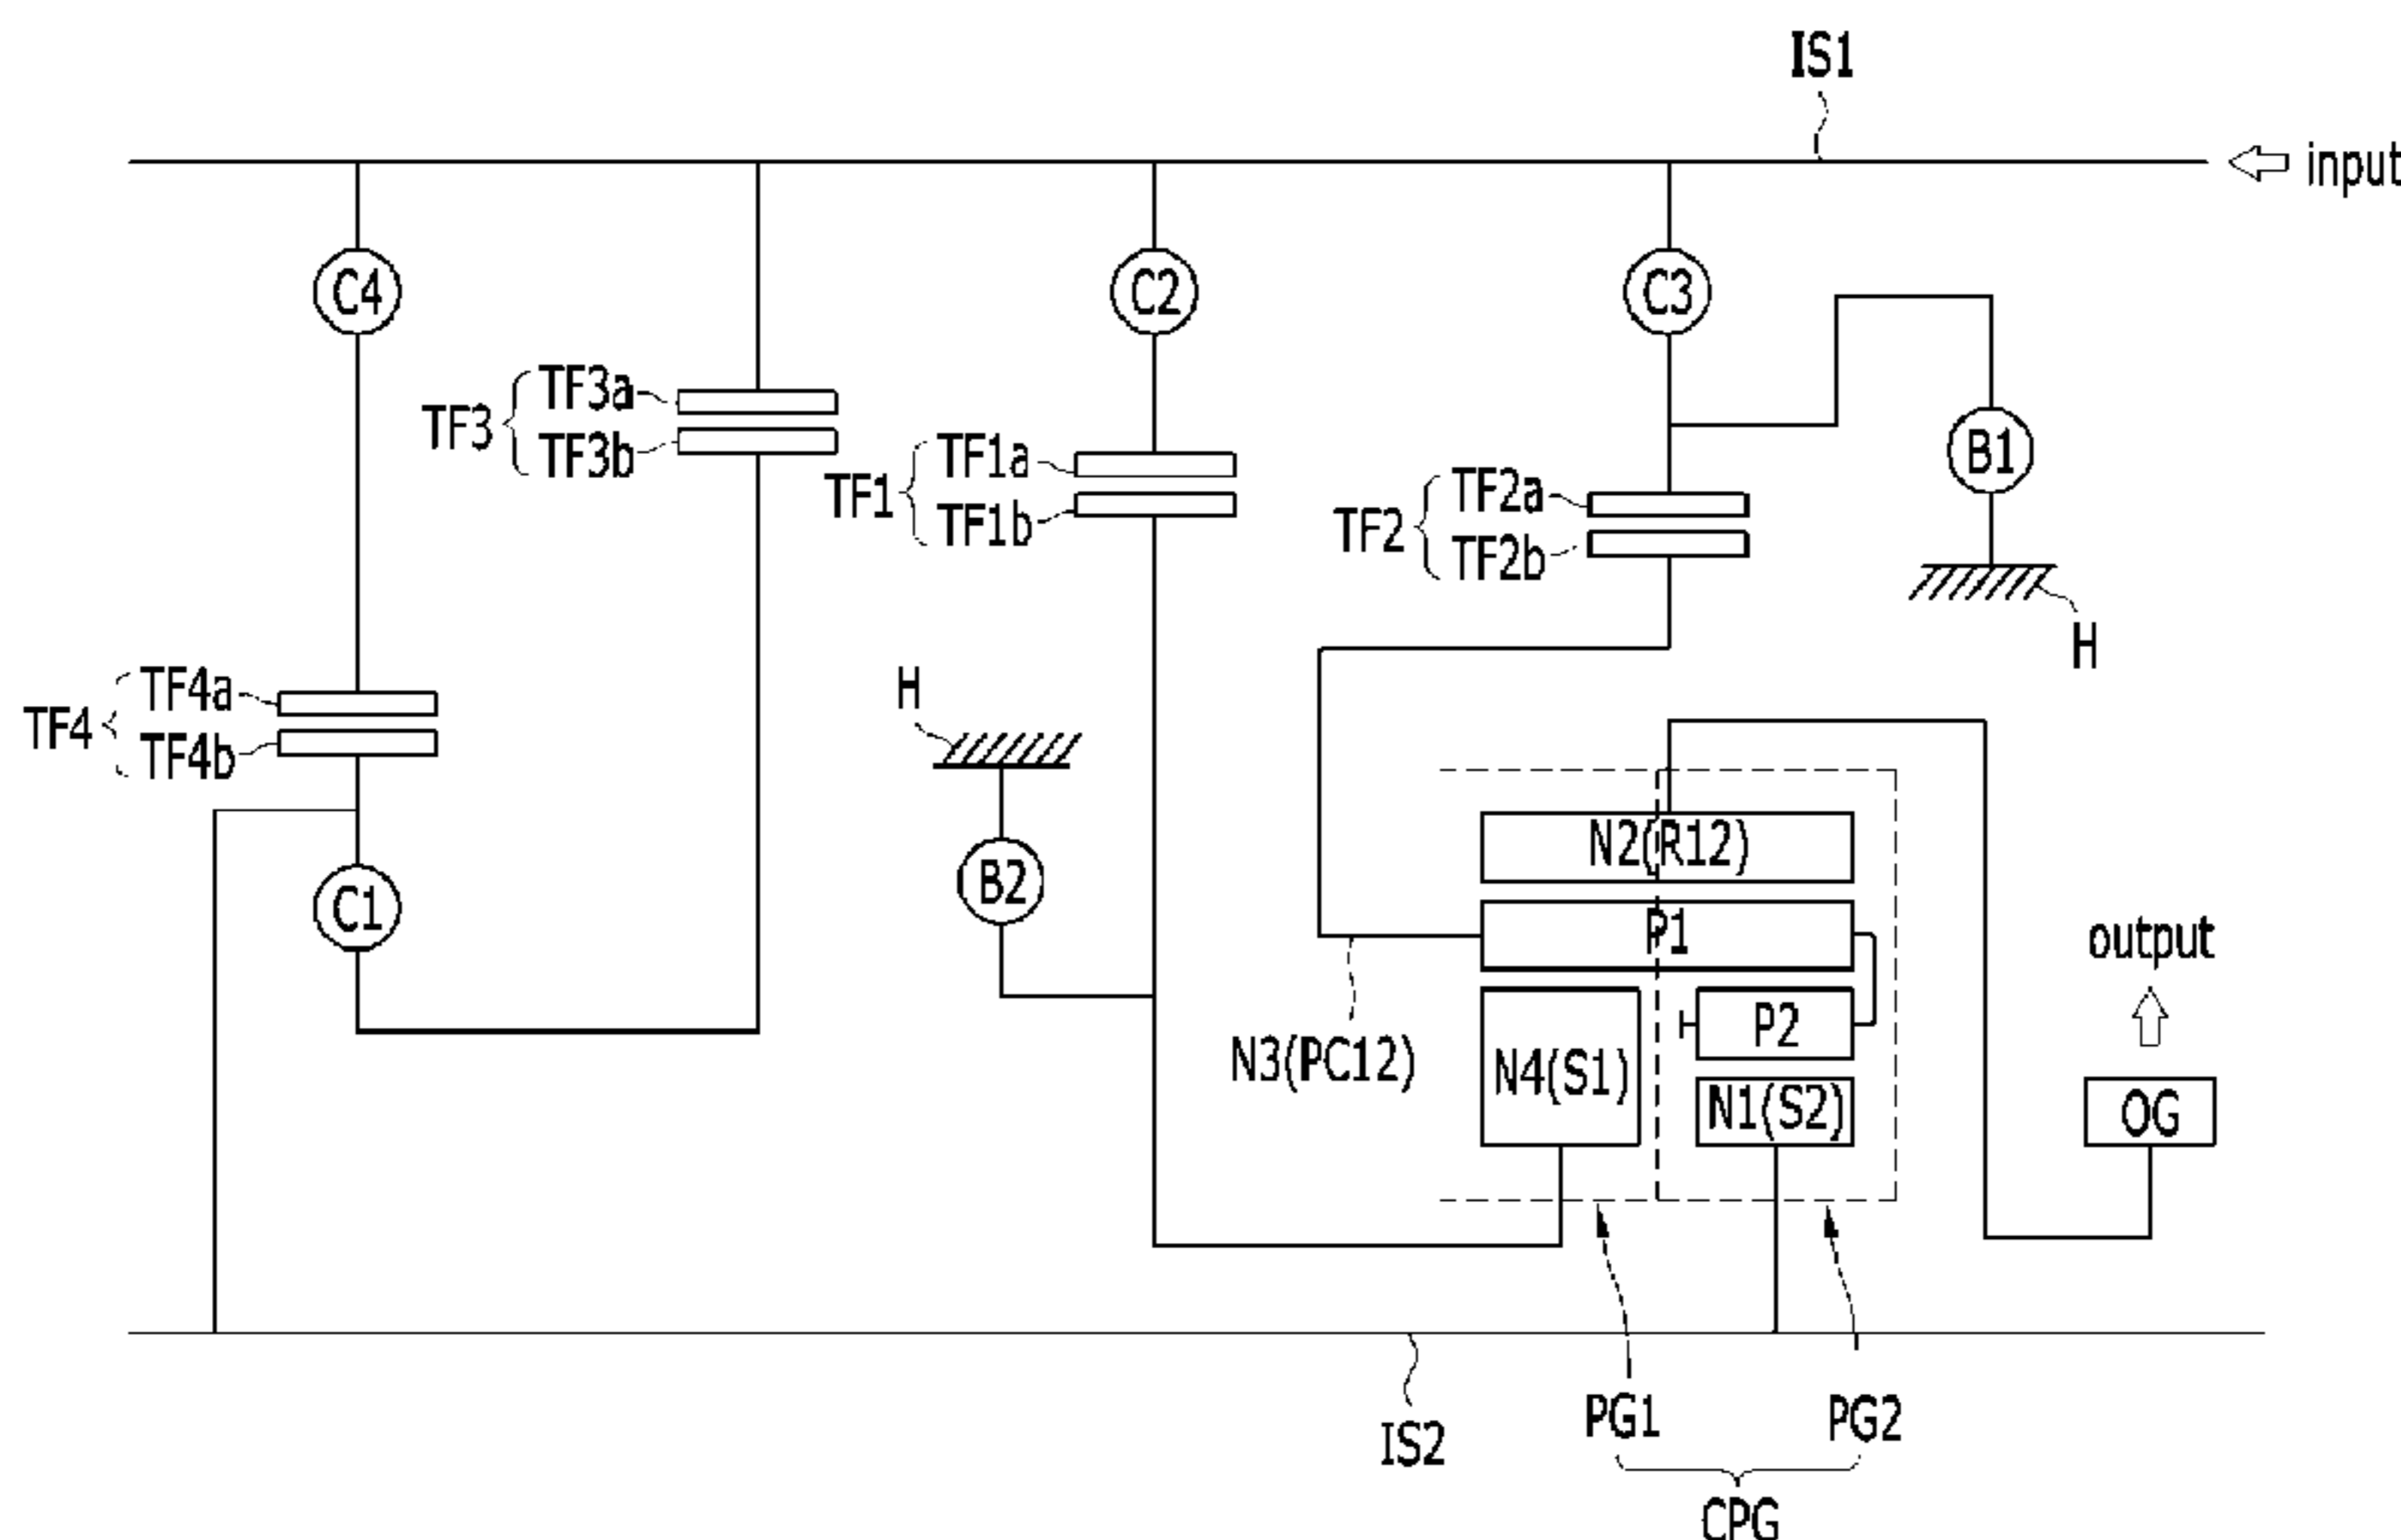 IS1
input
C4
C2
C3
TF3
TF3a
TF3b
TF1
TF1a
TF1b
TF2
TF2a
TF2b
B1
H
TF4
TF4a
TF4b
H
B2
C1
N2(R12)
P1
P2
N3(PC12)
N4(S1)
N1(S2)
output
OG
IS2
PG1
PG2
CPG